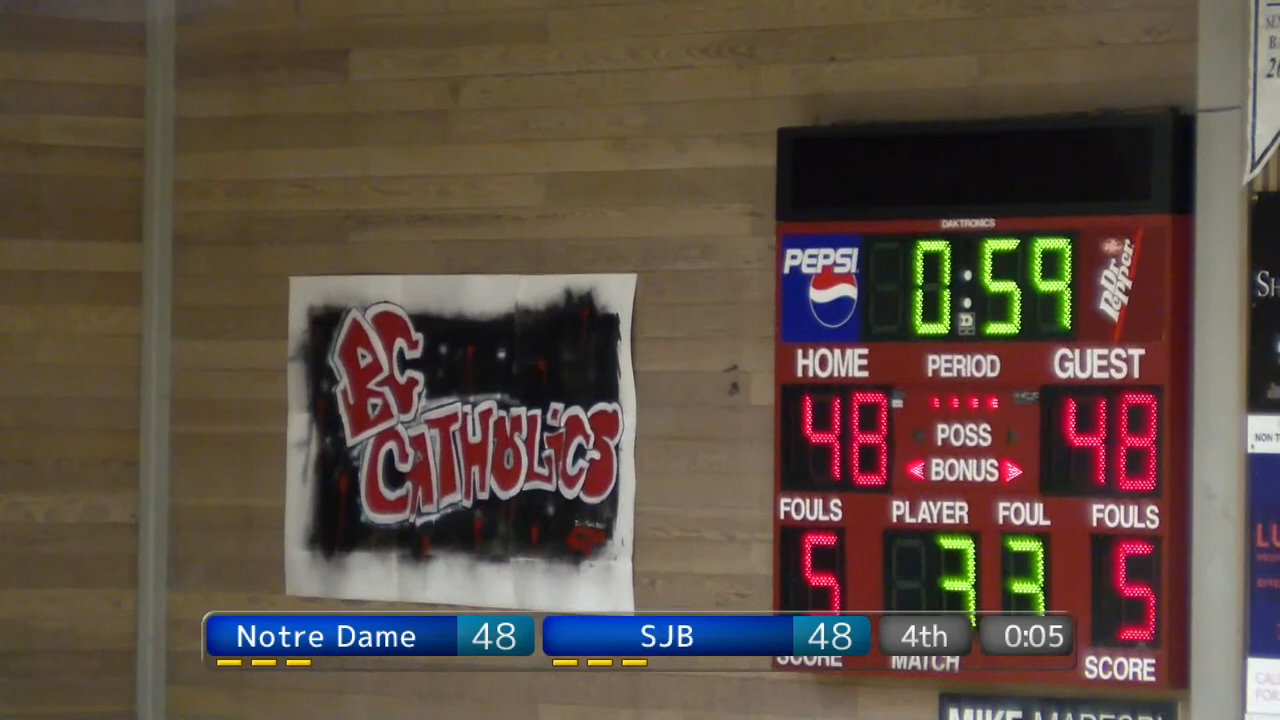 DAKTRONICS
PEPSI
0:59
Dr Pepper
HOME
PERIOD
GUEST
48
48
POSS
BONUS
FOULS
PLAYER
FOUL
FOULS
5
3
3
5
BC
CATHOLiCS
Notre Dame 48 SJB 48 4th 0:05
SCORE
MATCH
SCORE
NON T